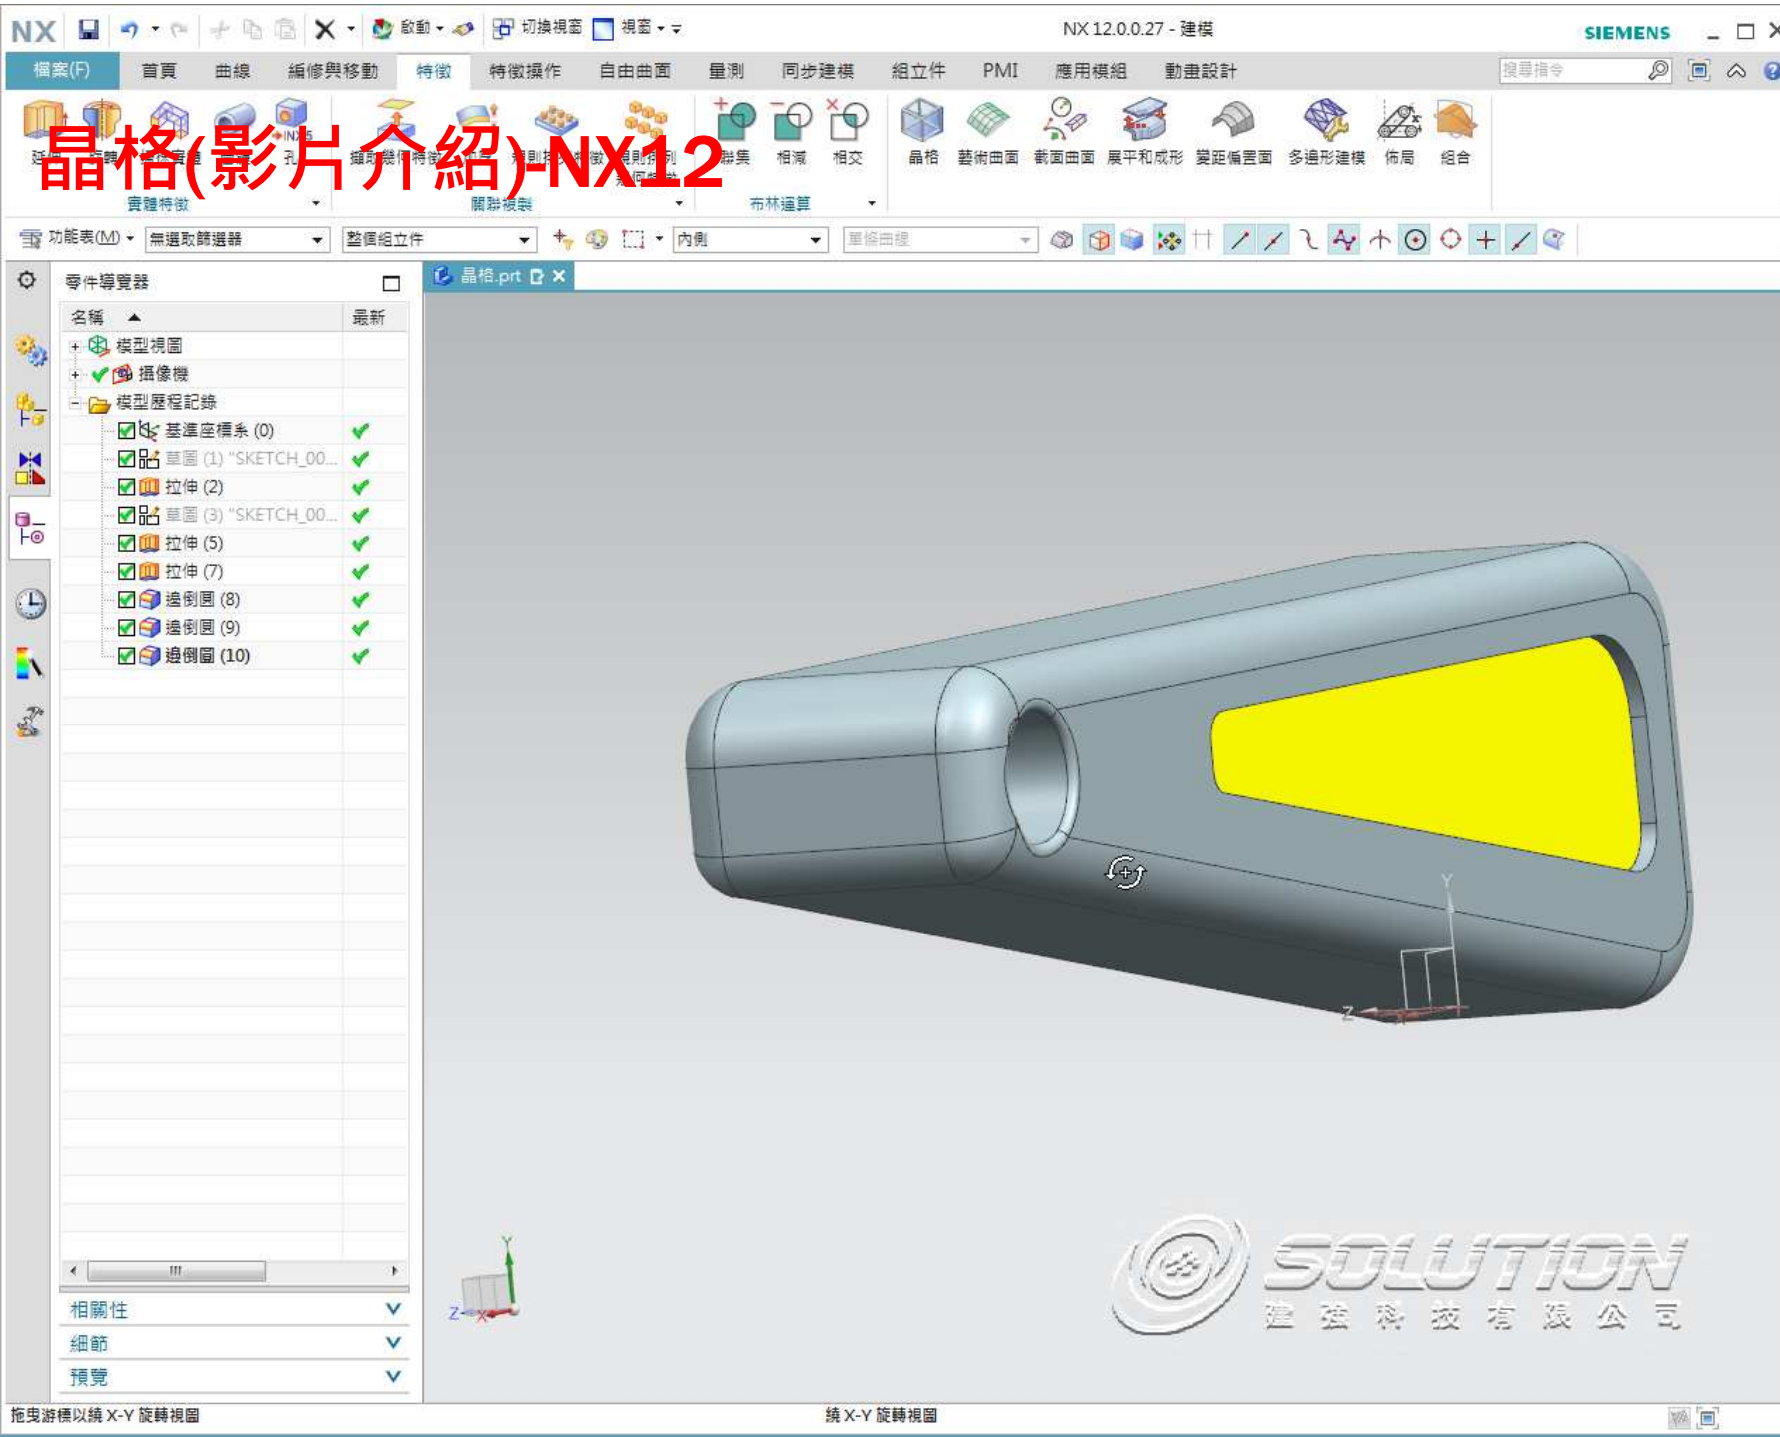 NX 啟動 切換視窗 視窗 NX 12.0.0.27 - 建模 SIEMENS
檔案(F) 首頁 曲線 編修與移動 特徵 特徵操作 自由曲面 量測 同步建模 組立件 PMI 應用模組 動畫設計 搜尋指令
晶格(影片介紹)-NX12
相減 相交 晶格 藝術曲面 截面曲面 展平和成形 變距偏置面 多邊形建模 佈局 組合
實體特徵 關聯複製 布林運算
功能表(M) 無選取篩選器 整個組立件 內側 單條曲線
零件導覽器 晶格.prt
名稱 最新
模型視圖
攝像機
模型歷程記錄
基準座標系 (0)
草圖 (1) "SKETCH_00...
拉伸 (2)
草圖 (3) "SKETCH_00...
拉伸 (5)
拉伸 (7)
邊倒圓 (8)
邊倒圓 (9)
邊倒圓 (10)
Y
Z
Y
Z X
SOLUTION
建強科技有限公司
相關性
細節
預覽
拖曳游標以繞 X-Y 旋轉視圖 繞 X-Y 旋轉視圖